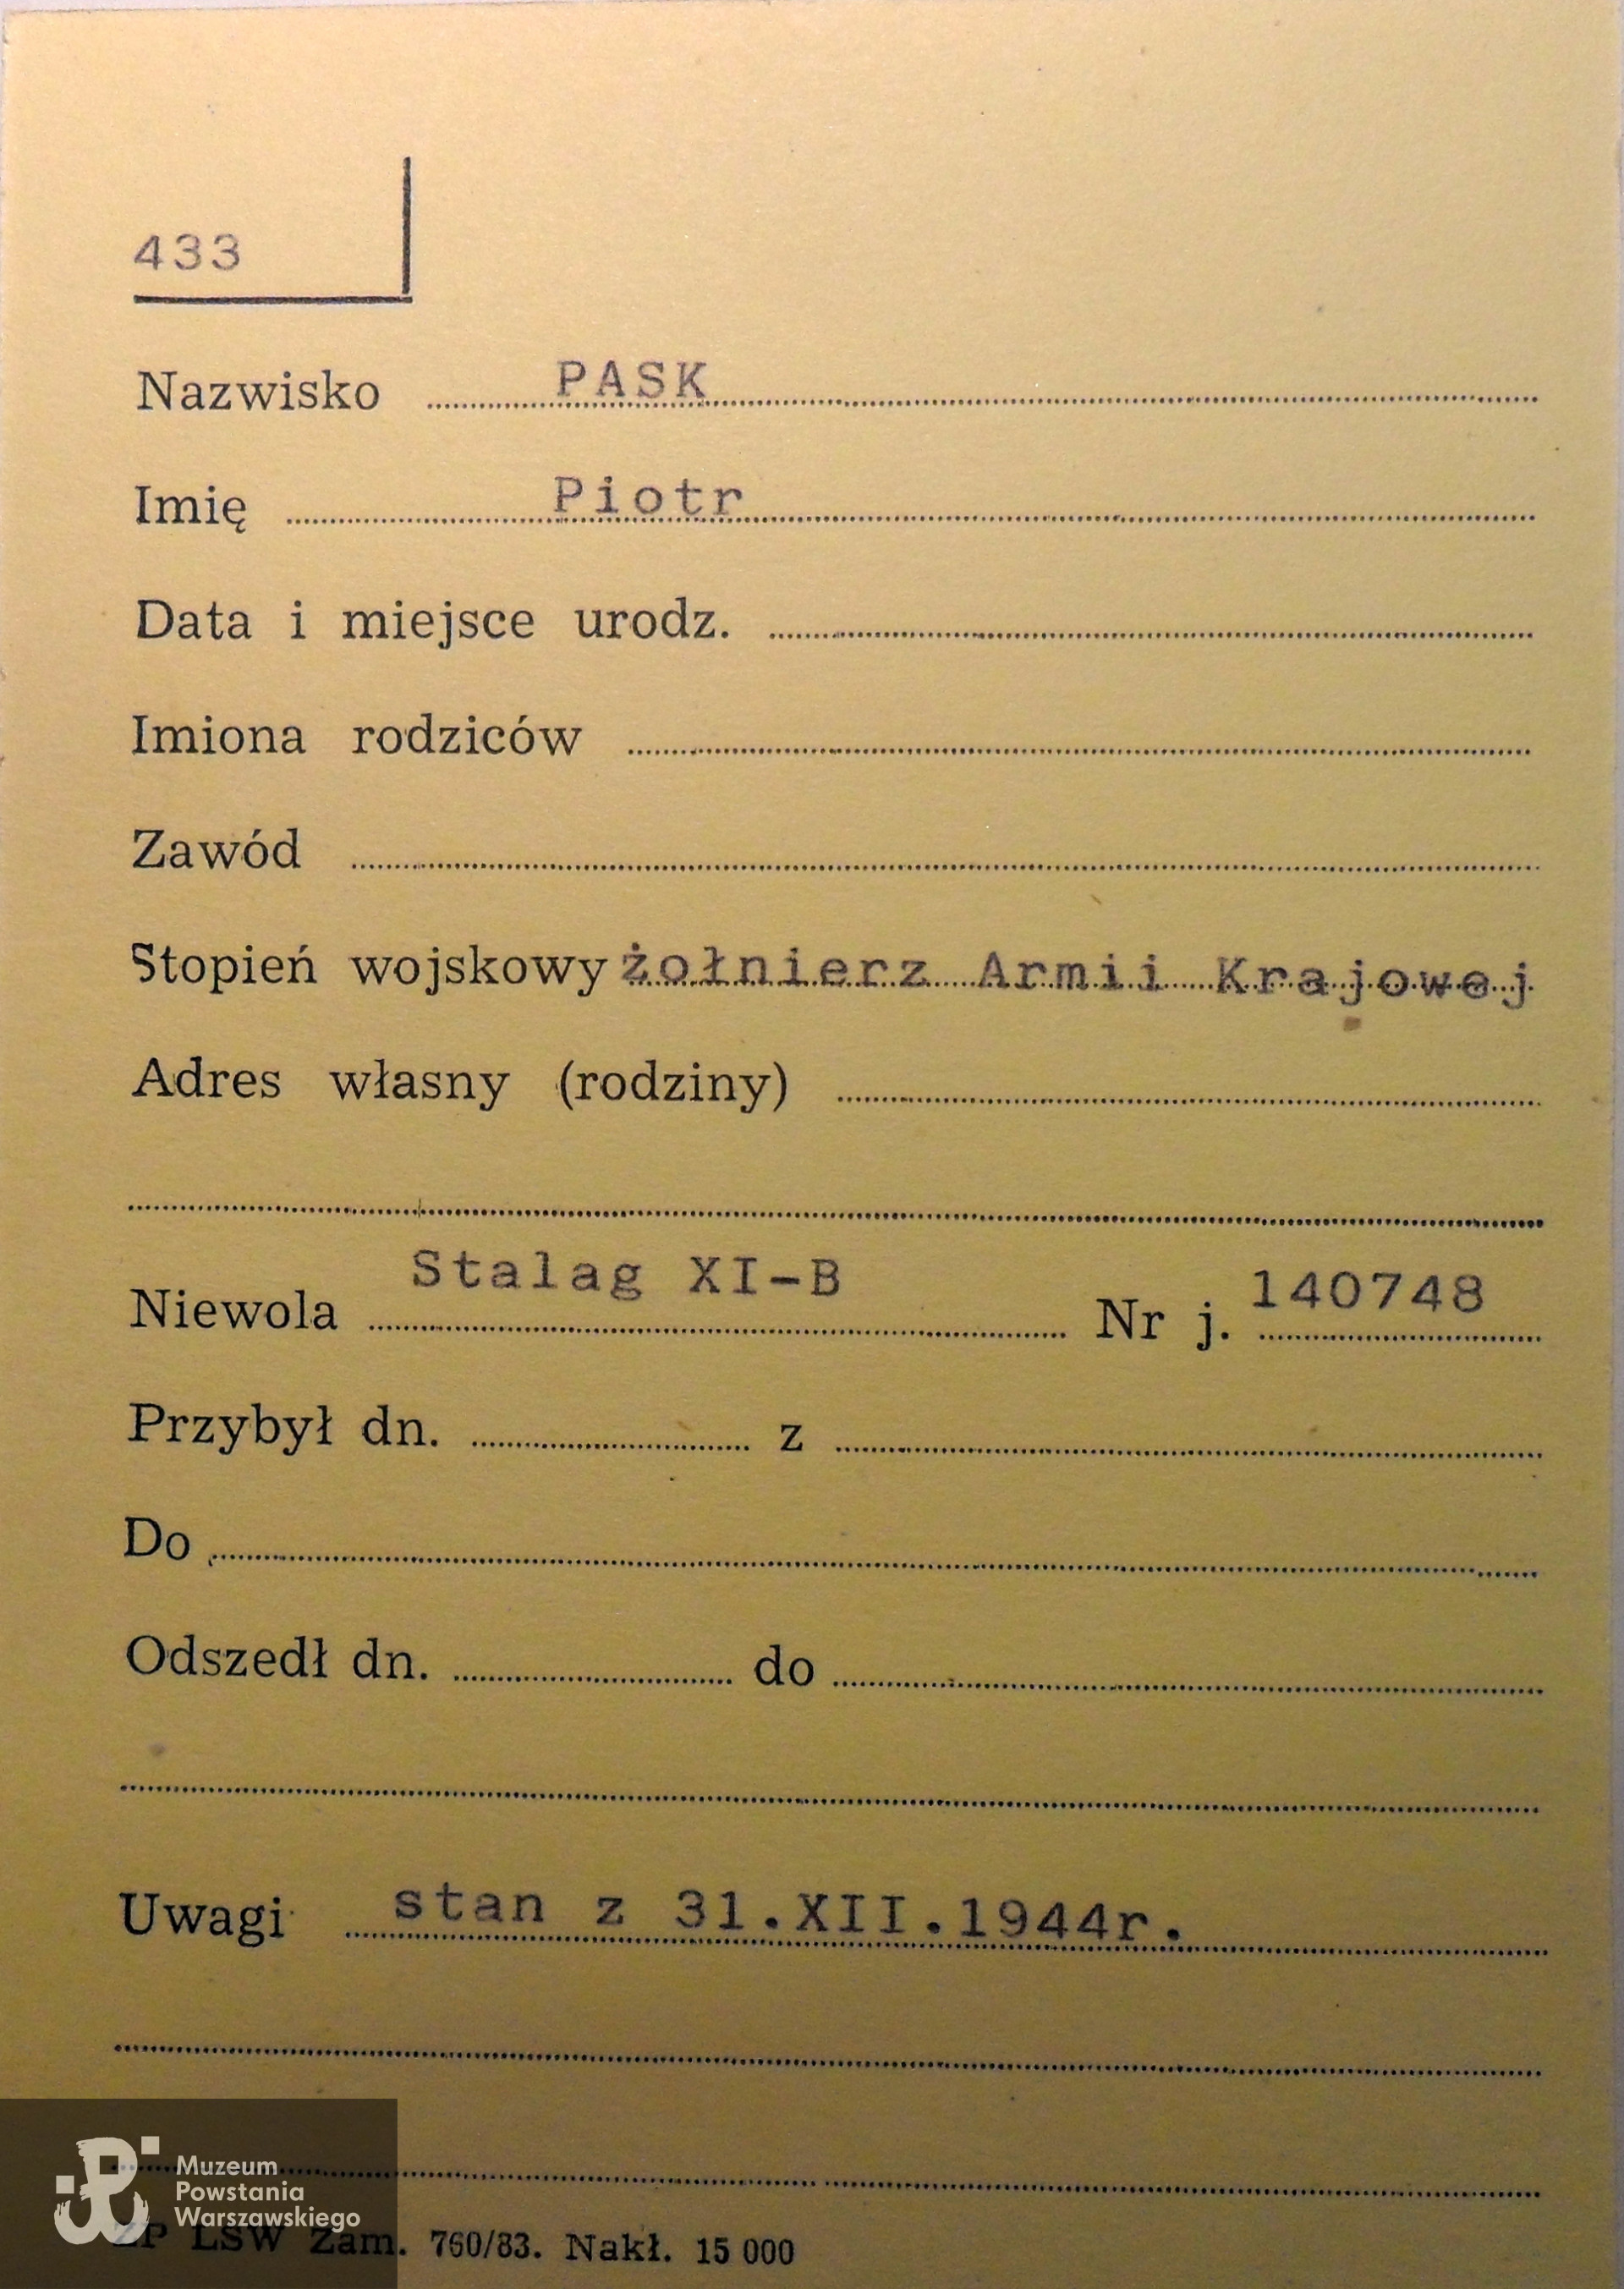 433
Nazwisko PASK
Imię Piotr
Data i miejsce urodz.
Imiona rodziców
Zawód
Stopień wojskowy żołnierz Armii Krajowej
Adres własny (rodziny)
Niewola Stalag XI-B Nr j. 140748
Przybył dn. z
Do
Odszedł dn. do
Uwagi stan z 31.XII.1944r.
Muzeum
Powstania
Warszawskiego
ZP LSW Zam. 760/83. Nakł. 15 000